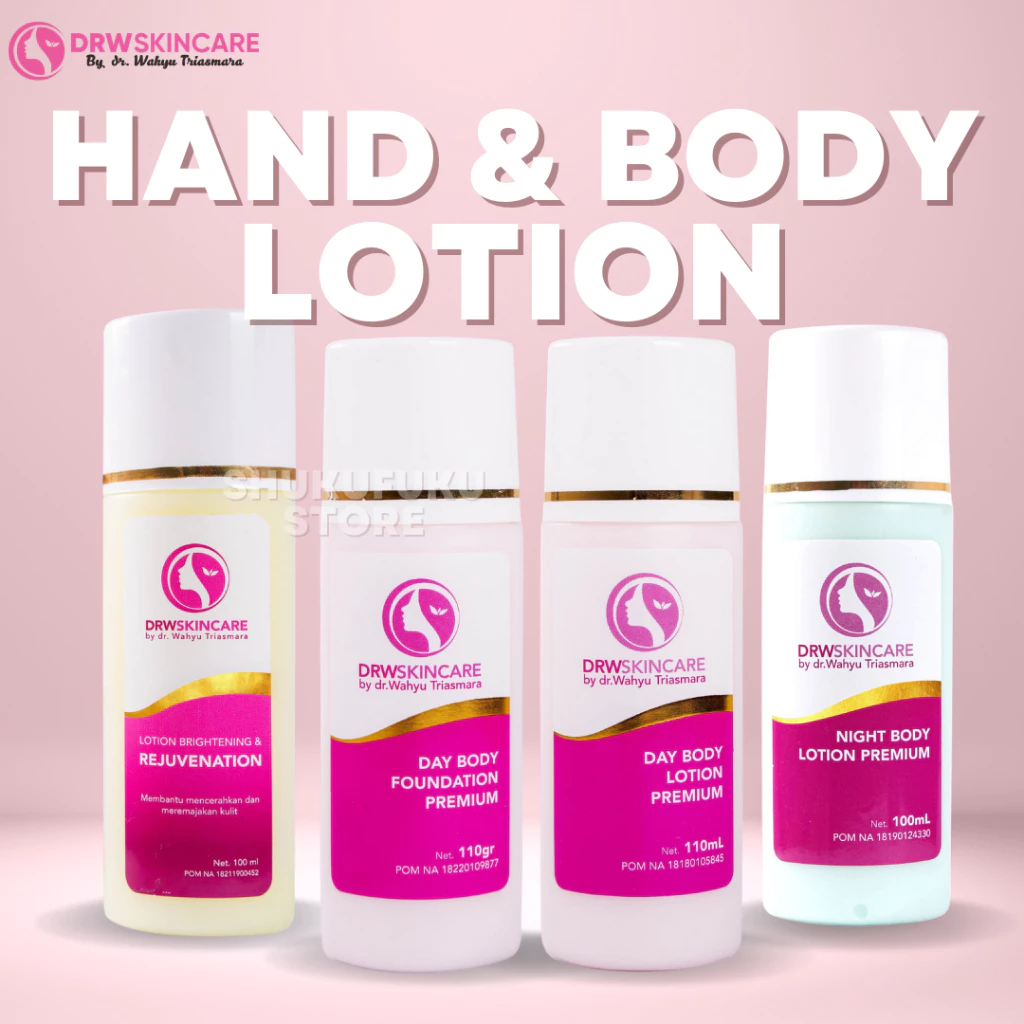 DRWSKINCARE
By dr. Wahyu Triasmara
HAND & BODY
LOTION
SHUKUFUKU
STORE
DRWSKINCARE
by dr. Wahyu Triasmara
LOTION BRIGHTENING &
REJUVENATION
Membantu mencerahkan dan
meremajakan kulit
Net. 100 ml
POM NA 18211900452
DRWSKINCARE
by dr.Wahyu Triasmara
DAY BODY
FOUNDATION
PREMIUM
Net. 110gr
POM NA 18220109877
DRWSKINCARE
by dr.Wahyu Triasmara
DAY BODY
LOTION
PREMIUM
Net. 110mL
POM NA 18180105845
DRWSKINCARE
by dr.Wahyu Triasmara
NIGHT BODY
LOTION PREMIUM
Net. 100mL
POM NA 18190124330